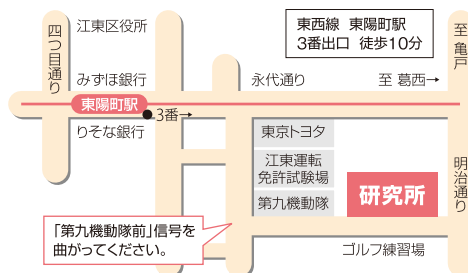 四つ目通り
江東区役所
東西線 東陽町駅
3番出口 徒歩10分
至 亀戸
みずほ銀行
永代通り
至 葛西→
東陽町駅
3番→
りそな銀行
東京トヨタ
江東運転
免許試験場
第九機動隊
研究所
明治通り
「第九機動隊前」信号を
曲がってください。
ゴルフ練習場